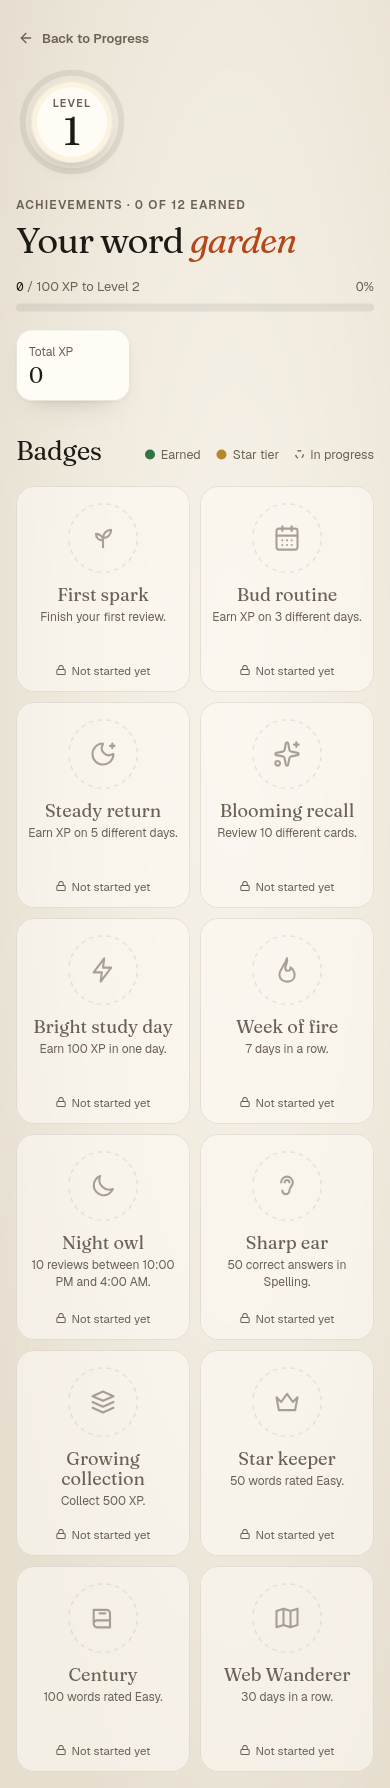 Back to Progress
LEVEL
1
ACHIEVEMENTS · 0 OF 12 EARNED
Your word garden
0 / 100 XP to Level 2
0%
Total XP
0
Badges
Earned
Star tier
In progress
First spark
Finish your first review.
Not started yet
Bud routine
Earn XP on 3 different days.
Not started yet
Steady return
Earn XP on 5 different days.
Not started yet
Blooming recall
Review 10 different cards.
Not started yet
Bright study day
Earn 100 XP in one day.
Not started yet
Week of fire
7 days in a row.
Not started yet
Night owl
10 reviews between 10:00
PM and 4:00 AM.
Not started yet
Sharp ear
50 correct answers in
Spelling.
Not started yet
Growing
collection
Collect 500 XP.
Not started yet
Star keeper
50 words rated Easy.
Not started yet
Century
100 words rated Easy.
Not started yet
Web Wanderer
30 days in a row.
Not started yet